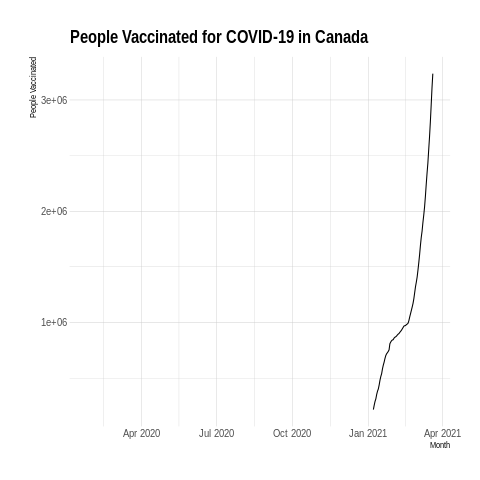 People Vaccinated for COVID-19 in Canada
People Vaccinated
3e+06
2e+06
1e+06
Apr 2020 Jul 2020 Oct 2020 Jan 2021 Apr 2021
Month